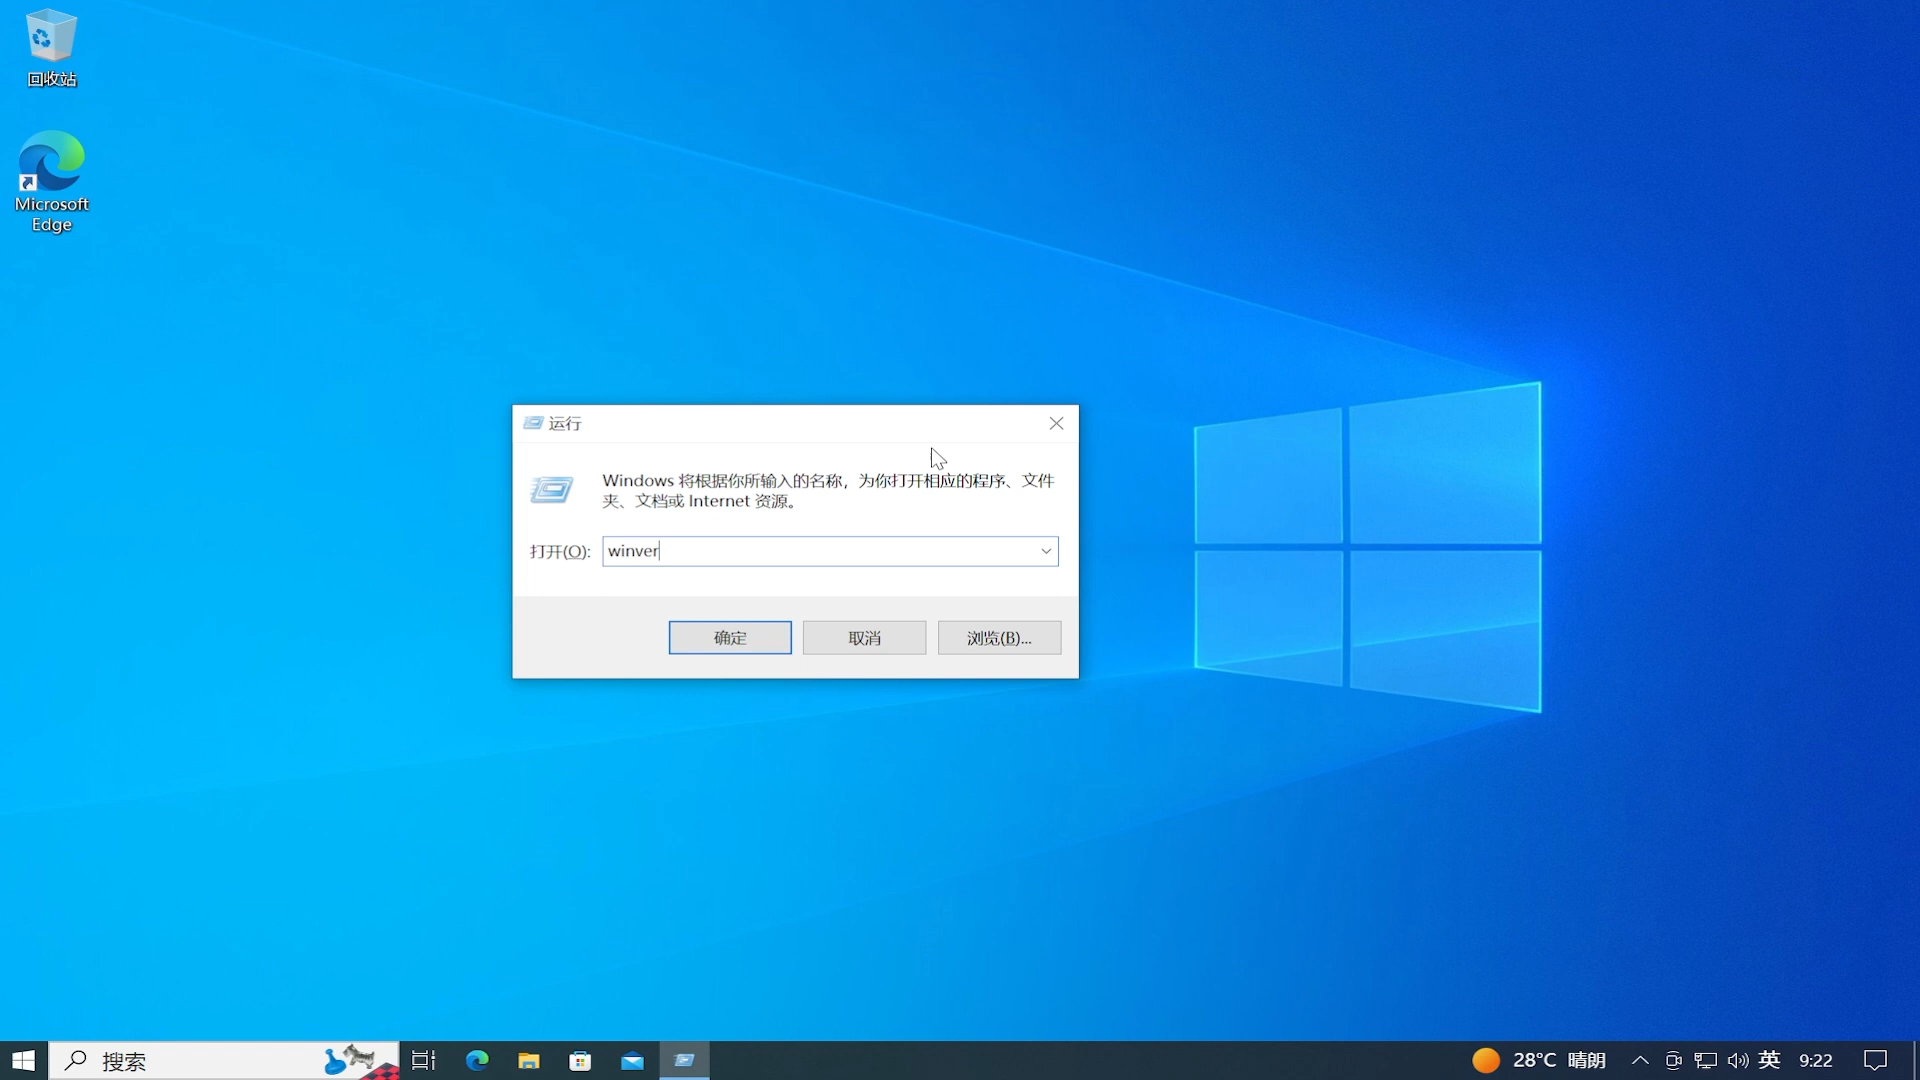 回收站
Microsoft
Edge
运行
Windows 将根据你所输入的名称，为你打开相应的程序、文件
夹、文档或 Internet 资源。
打开(O): winver
确定 取消 浏览(B)...
搜索 28°C 晴朗 英 9:22